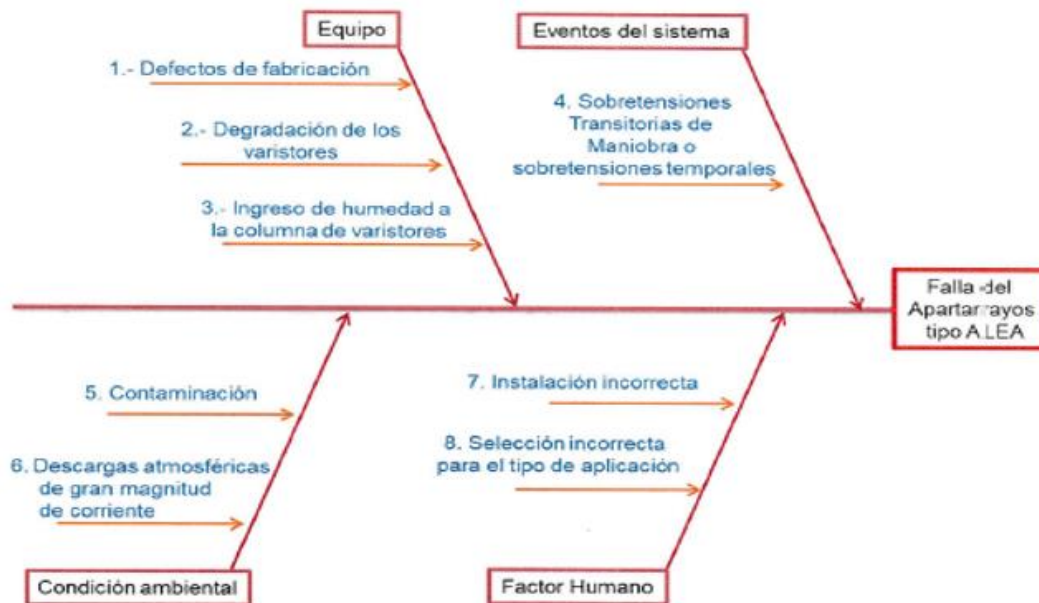 Equipo
Eventos del sistema
1.- Defectos de fabricación
2.- Degradación de los
varistores
3.- Ingreso de humedad a
la columna de varistores
4. Sobretensiones
Transitorias de
Maniobra o
sobretensiones temporales
Falla del
Apartarrayos
tipo ALEA
5. Contaminación
6. Descargas atmosféricas
de gran magnitud
de corriente
7. Instalación incorrecta
8. Selección incorrecta
para el tipo de aplicación
Condición ambiental
Factor Humano